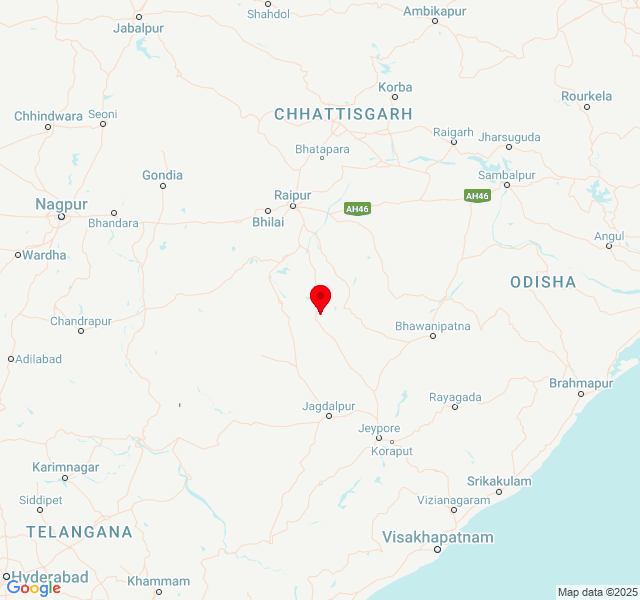 Shahdol
Ambikapur
Jabalpur
Korba
Rourkela
Chhindwara
Seoni
CHHATTISGARH
Raigarh
Jharsuguda
Bhatapara
Gondia
Sambalpur
Raipur
AH46
AH46
Nagpur
Bhandara
Bhilai
Angul
Wardha
ODISHA
Chandrapur
Bhawanipatna
Adilabad
Brahmapur
Rayagada
Jagdalpur
Jeypore
Koraput
Karimnagar
Srikakulam
Siddipet
Vizianagaram
TELANGANA
Visakhapatnam
Hyderabad
Khammam
Google
Map data ©2025